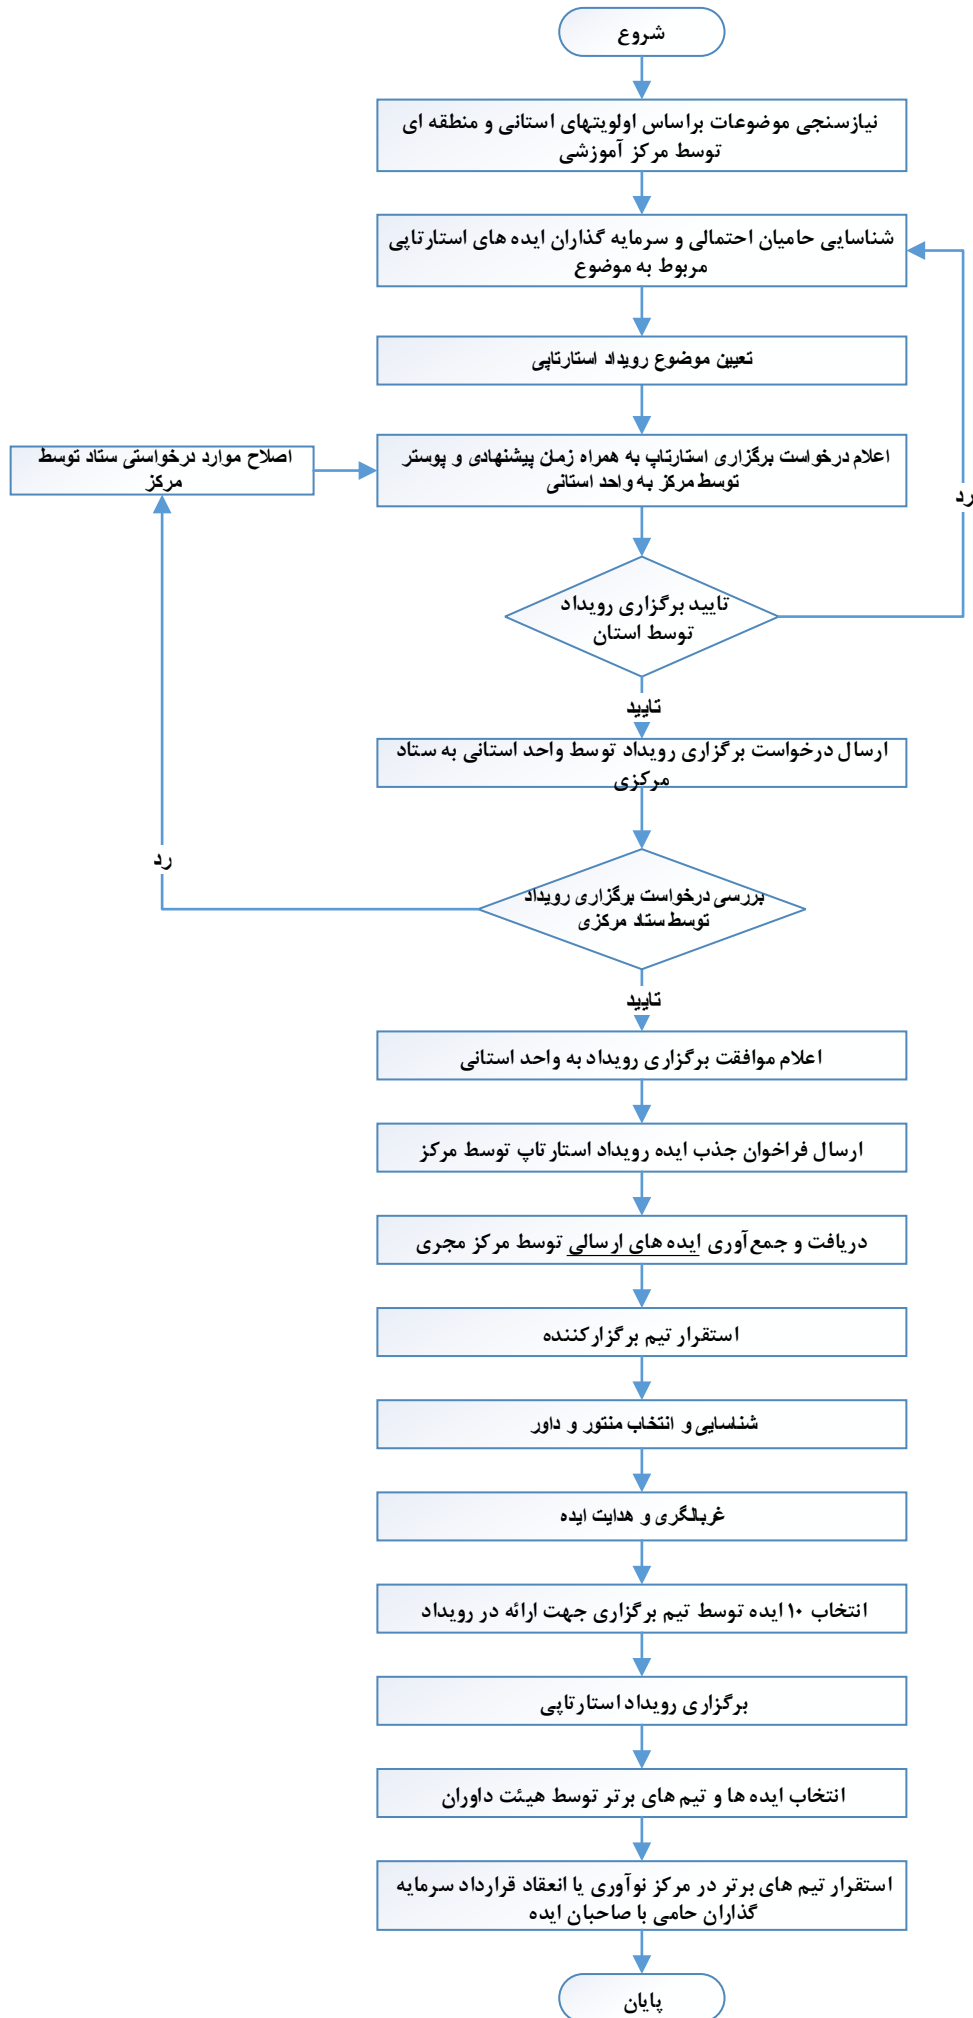 شروع
نیازسنجی موضوعات براساس اولویتهای استانی و منطقه ای
توسط مرکز آموزشی
شناسایی حامیان احتمالی و سرمایه گذاران ایده های استارتاپی
مربوط به موضوع
تعیین موضوع رویداد استارتاپی
اعلام درخواست برگزاری استارتاپ به همراه زمان پیشنهادی و پوستر
توسط مرکز به واحد استانی
اصلاح موارد درخواستی ستاد توسط
مرکز
رد
تایید برگزاری رویداد
توسط استان
تایید
ارسال درخواست برگزاری رویداد توسط واحد استانی به ستاد
مرکزی
رد
بررسی درخواست برگزاری رویداد
توسط ستاد مرکزی
تایید
اعلام موافقت برگزاری رویداد به واحد استانی
ارسال فراخوان جذب ایده رویداد استارتاپ توسط مرکز
دریافت و جمع‌آوری ایده های ارسالی توسط مرکز مجری
استقرار تیم برگزارکننده
شناسایی و انتخاب منتور و داور
غربالگری و هدایت ایده
انتخاب ۱۰ ایده توسط تیم برگزاری جهت ارائه در رویداد
برگزاری رویداد استارتاپی
انتخاب ایده ها و تیم های برتر توسط هیئت داوران
استقرار تیم های برتر در مرکز نوآوری یا انعقاد قرارداد سرمایه
گذاران حامی با صاحبان ایده
پایان